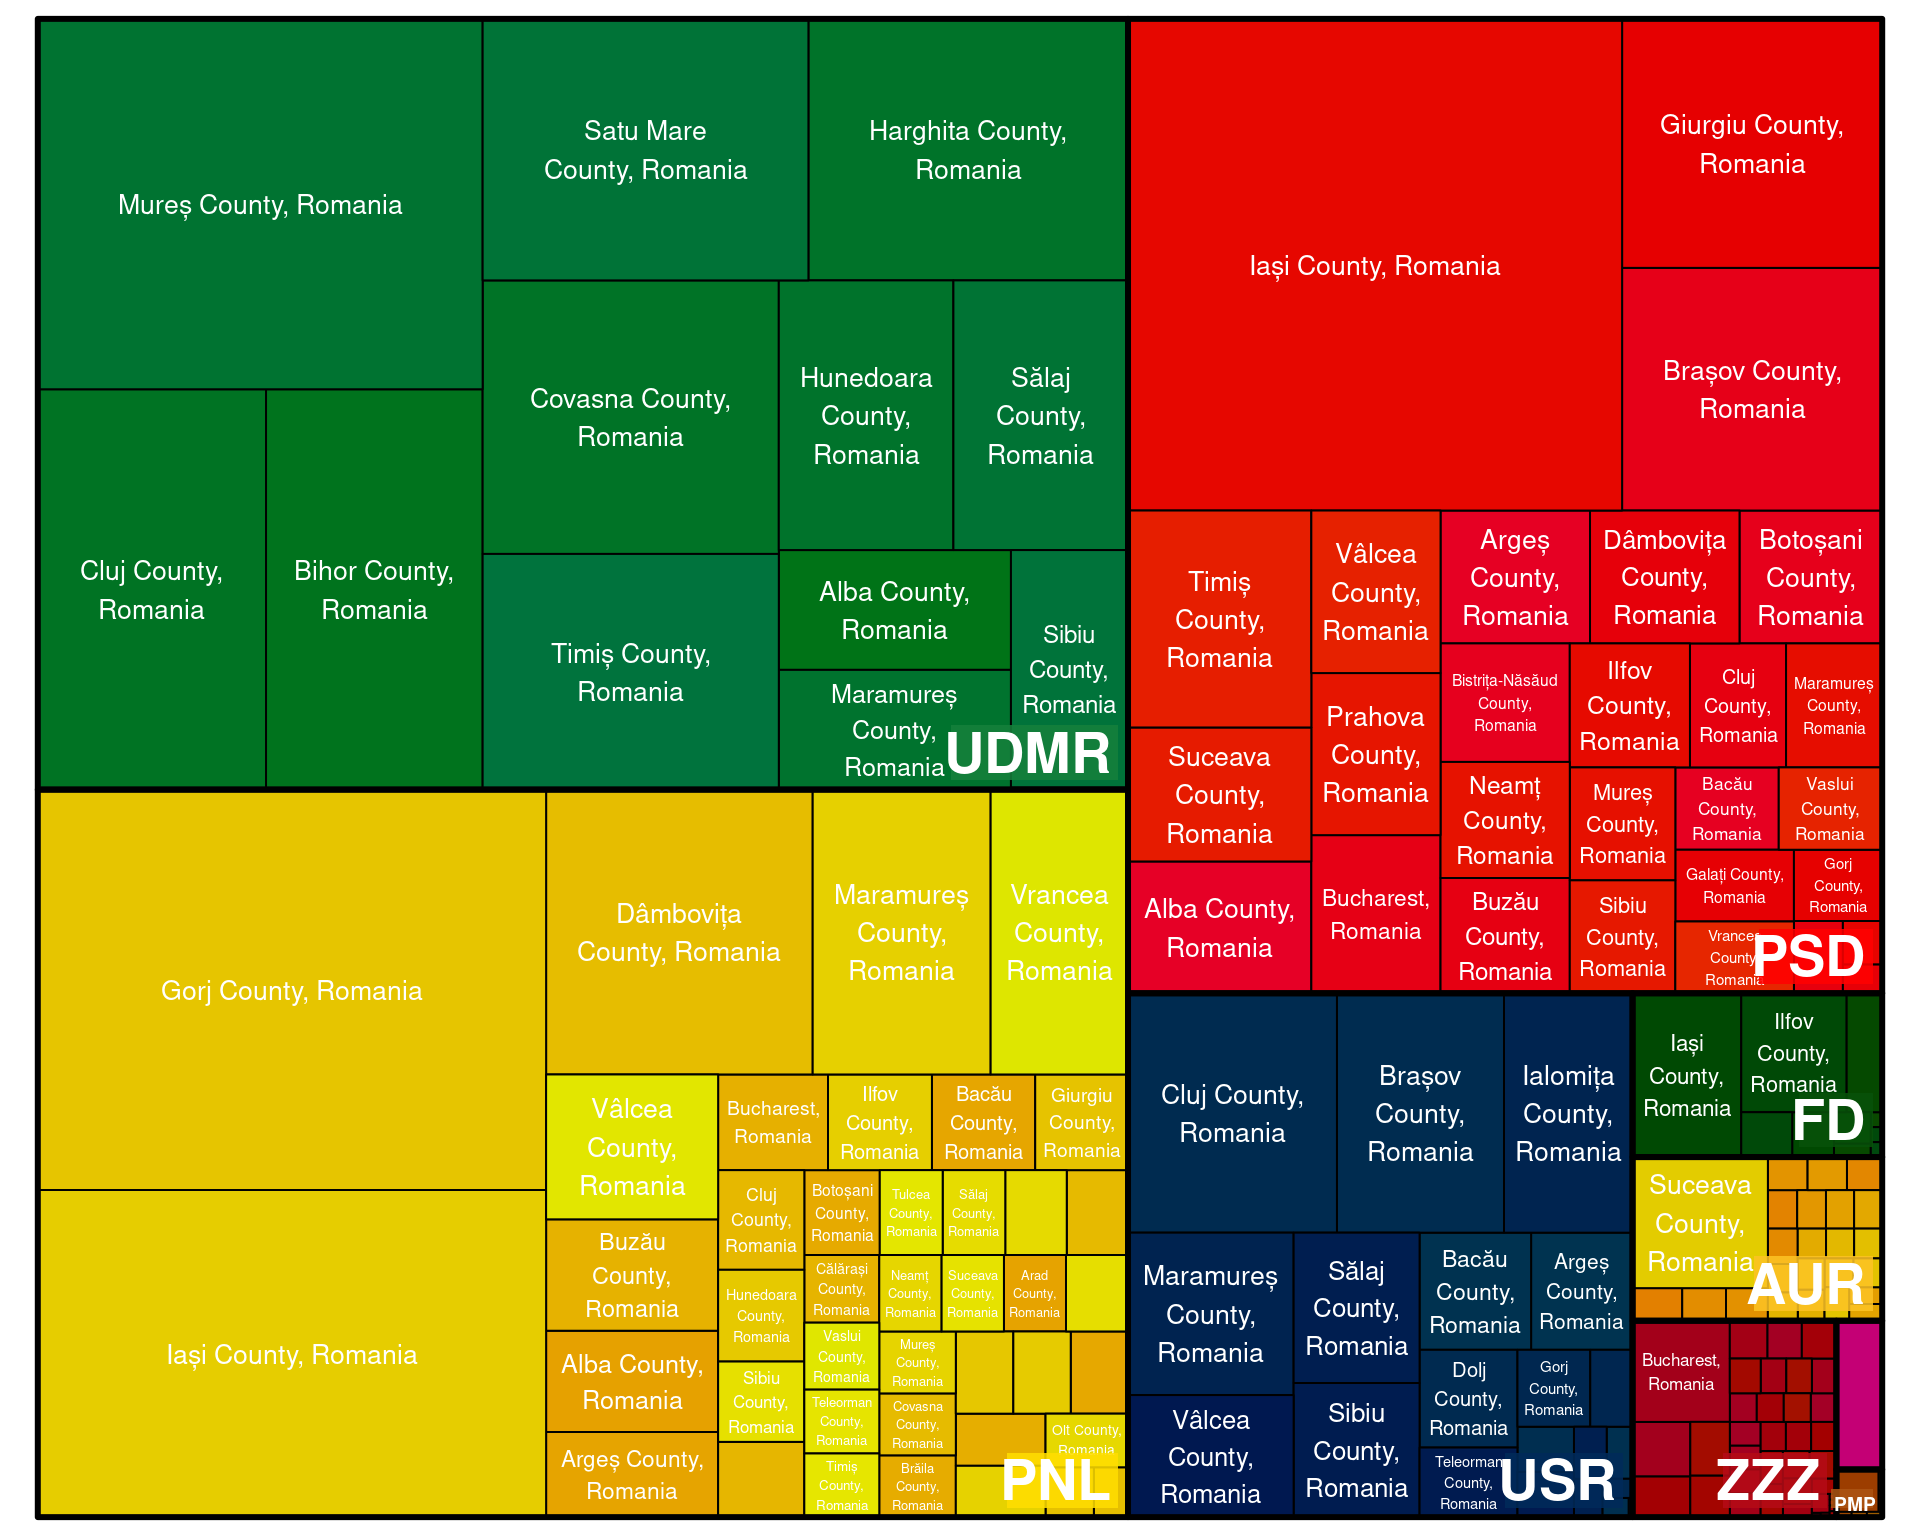 Mureș County, Romania
Satu Mare
County, Romania
Harghita County,
Romania
Cluj County,
Romania
Bihor County,
Romania
Covasna County,
Romania
Hunedoara
County,
Romania
Sălaj
County,
Romania
Timiș County,
Romania
Alba County,
Romania
Maramureș
County,
Romania
Sibiu
County,
Romania
UDMR
Iași County, Romania
Giurgiu County,
Romania
Brașov County,
Romania
Timiș
County,
Romania
Suceava
County,
Romania
Alba County,
Romania
Vâlcea
County,
Romania
Prahova
County,
Romania
Bucharest,
Romania
Argeș
County,
Romania
Dâmbovița
County,
Romania
Botoșani
County,
Romania
Bistrița-Năsăud
County,
Romania
Ilfov
County,
Romania
Cluj
County,
Romania
Maramureș
County,
Romania
Neamț
County,
Romania
Mureș
County,
Romania
Bacău
County,
Romania
Vaslui
County,
Romania
Buzău
County,
Romania
Sibiu
County,
Romania
Galați County,
Romania
Gorj
County,
Romania
Vrancea
County,
Romania
PSD
Gorj County, Romania
Iași County, Romania
Dâmbovița
County, Romania
Maramureș
County,
Romania
Vrancea
County,
Romania
Vâlcea
County,
Romania
Buzău
County,
Romania
Alba County,
Romania
Argeș County,
Romania
Bucharest,
Romania
Ilfov
County,
Romania
Bacău
County,
Romania
Giurgiu
County,
Romania
Cluj
County,
Romania
Hunedoara
County,
Romania
Sibiu
County,
Romania
Botoșani
County,
Romania
Călărași
County,
Romania
Vaslui
County,
Romania
Teleorman
County,
Romania
Timiș
County,
Romania
Tulcea
County,
Romania
Sălaj
County,
Romania
Neamț
County,
Romania
Suceava
County,
Romania
Arad
County,
Romania
Mureș
County,
Romania
Covasna
County,
Romania
Brăila
County,
Romania
Olt County,
Romania
PNL
Cluj County,
Romania
Brașov
County,
Romania
Ialomița
County,
Romania
Maramureș
County,
Romania
Vâlcea
County,
Romania
Sălaj
County,
Romania
Sibiu
County,
Romania
Bacău
County,
Romania
Argeș
County,
Romania
Dolj
County,
Romania
Gorj
County,
Romania
Teleorman
County,
Romania
USR
Iași
County,
Romania
Ilfov
County,
Romania
FD
Suceava
County,
Romania
AUR
Bucharest,
Romania
ZZZ
PMP